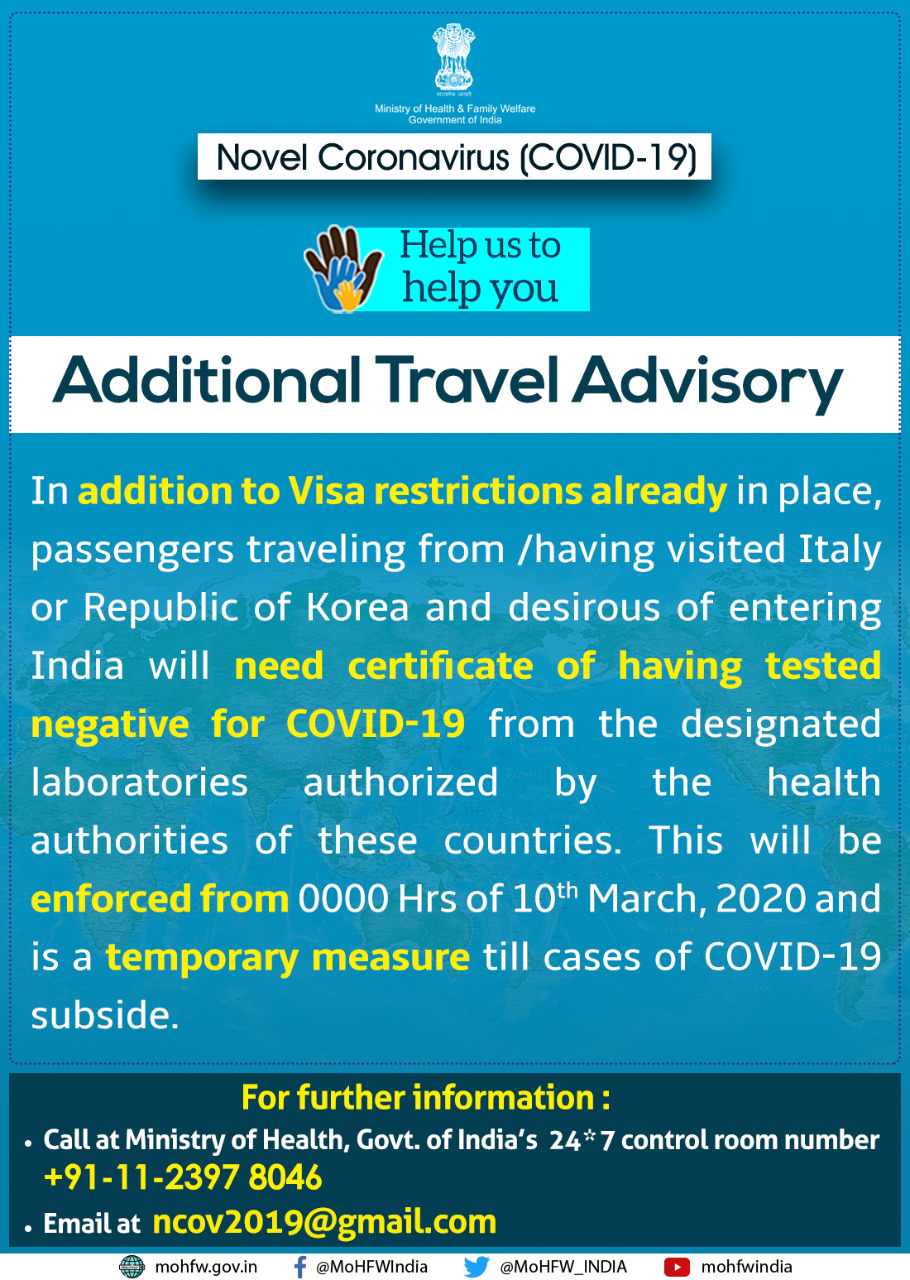 सत्यमेव जयते
Ministry of Health & Family Welfare
Government of India
Novel Coronavirus (COVID-19)
Help us to
help you
Additional Travel Advisory
In addition to Visa restrictions already in place,
passengers traveling from /having visited Italy
or Republic of Korea and desirous of entering
India will need certificate of having tested
negative for COVID-19 from the designated
laboratories authorized by the health
authorities of these countries. This will be
enforced from 0000 Hrs of 10th March, 2020 and
is a temporary measure till cases of COVID-19
subside.
For further information :
• Call at Ministry of Health, Govt. of India's 24*7 control room number
+91-11-2397 8046
• Email at ncov2019@gmail.com
mohfw.gov.in @MoHFWIndia @MoHFW_INDIA mohfwindia